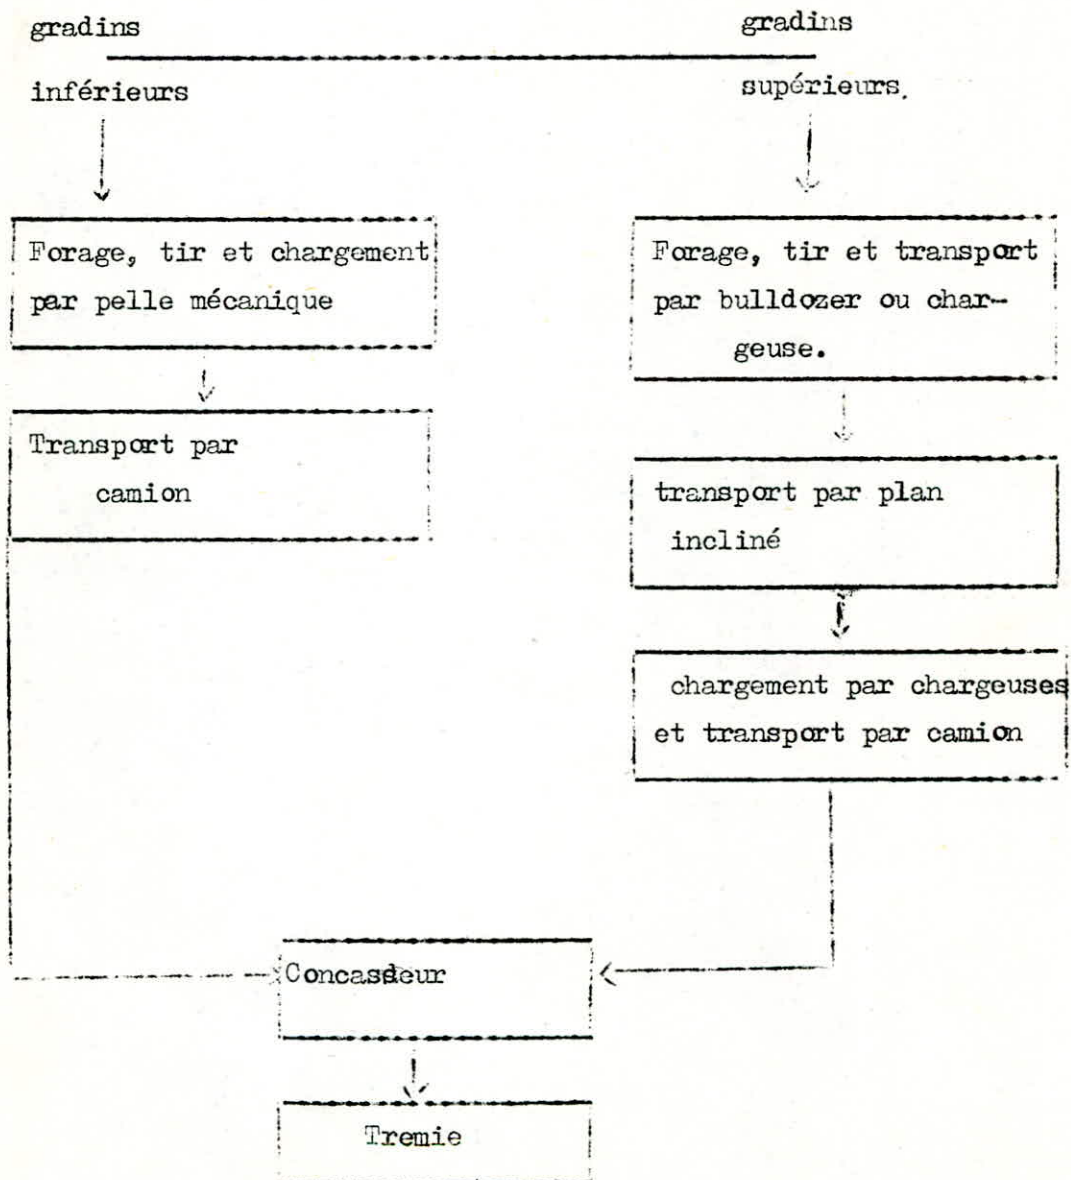 gradins
inférieurs
Forage, tir et chargement
par pelle mécanique
Transport par
camion
gradins
supérieurs.
Forage, tir et transport
par bulldozer ou char-
geuse.
transport par plan
incliné
chargement par chargeuses
et transport par camion
Concasdeur
Tremie